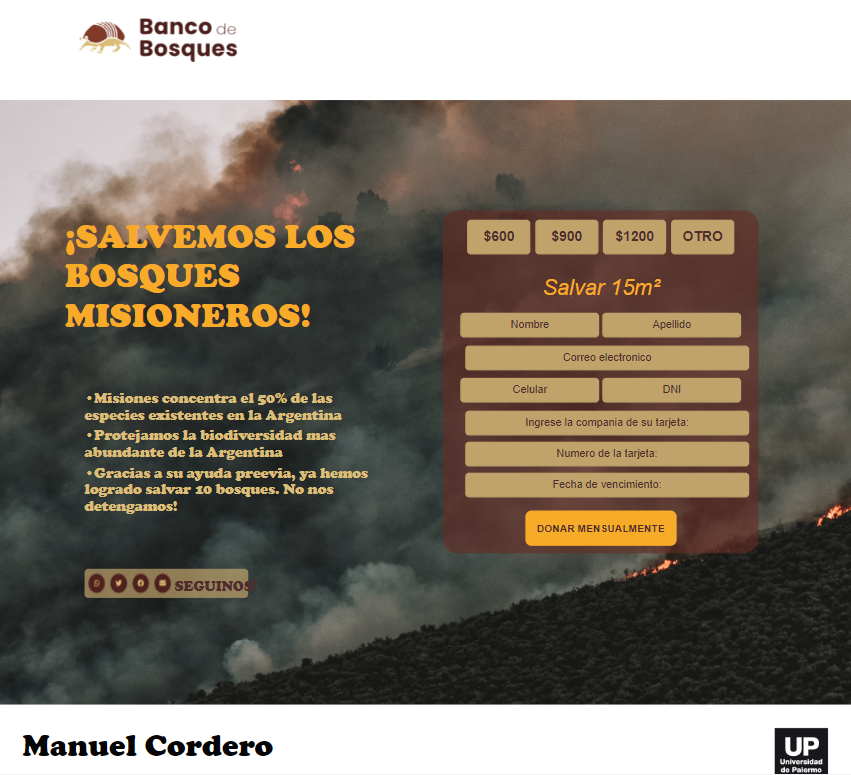 Banco de
Bosques
¡SALVEMOS LOS
BOSQUES
MISIONEROS!
•Misiones concentra el 50% de las
especies existentes en la Argentina
•Protejamos la biodiversidad mas
abundante de la Argentina
•Gracias a su ayuda preevia, ya hemos
logrado salvar 10 bosques. No nos
detengamos!
SEGUINOS
$600 $900 $1200 OTRO
Salvar 15m²
Nombre Apellido
Correo electronico
Celular DNI
Ingrese la compania de su tarjeta:
Numero de la tarjeta:
Fecha de vencimiento:
DONAR MENSUALMENTE
Manuel Cordero
UP
Universidad
de Palermo